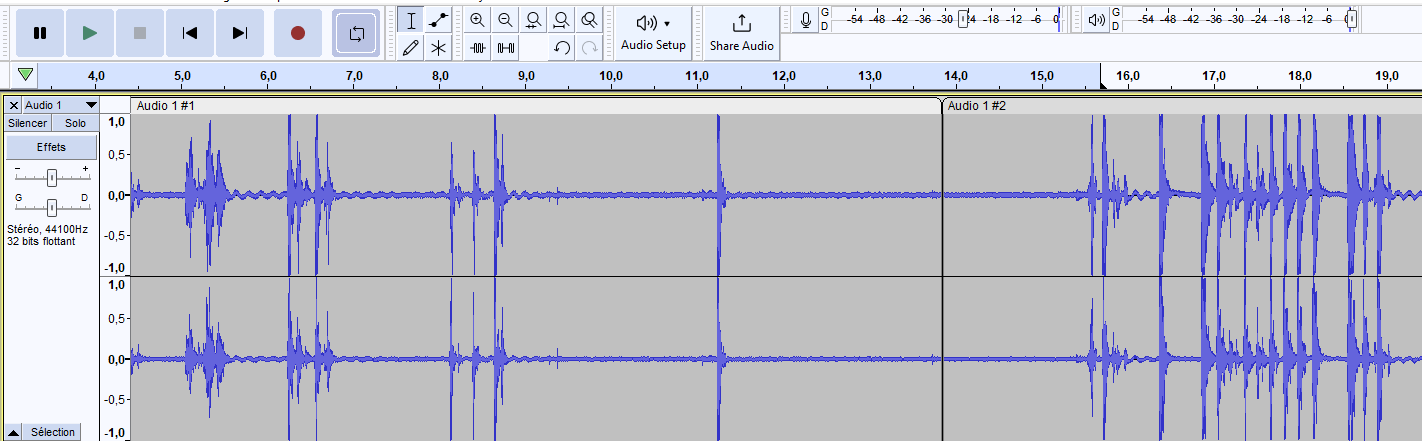 G
D
-54 -48 -42 -36 -30 -24 -18 -12 -6 0
G
D
-54 -48 -42 -36 -30 -24 -18 -12 -6
Audio Setup
Share Audio
4,0 5,0 6,0 7,0 8,0 9,0 10,0 11,0 12,0 13,0 14,0 15,0 16,0 17,0 18,0 19,0
Audio 1
Audio 1 #1
Audio 1 #2
Silencer Solo
Effets
- +
G D
Stéréo, 44100Hz
32 bits flottant
Sélection
1,0
0,5-
0,0-
-0,5-
-1,0
1,0
0,5-
0,0-
-0,5-
-1,0